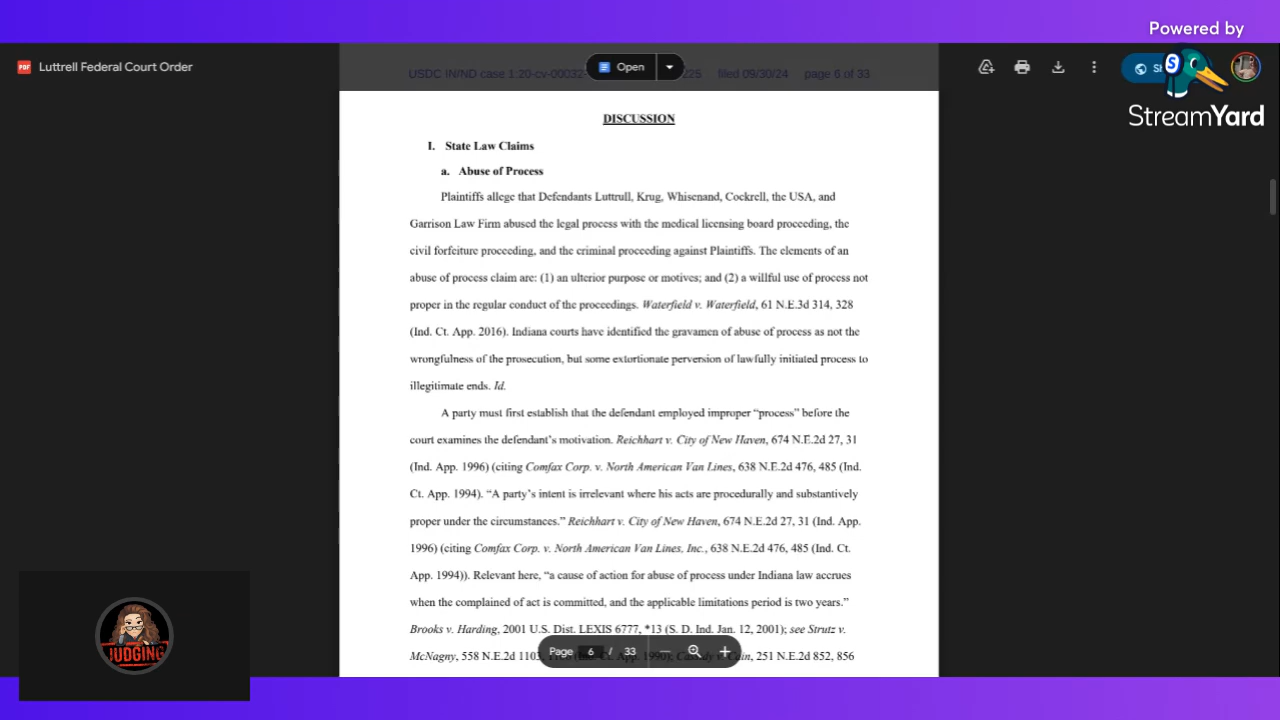 Powered by
StreamYard
PDF Luttrell Federal Court Order
Open
USDC IN/ND case 1:20-cv-00032- 225 filed 09/30/24 page 6 of 33
DISCUSSION
I. State Law Claims
a. Abuse of Process
Plaintiffs allege that Defendants Luttrull, Krug, Whisenand, Cockrell, the USA, and
Garrison Law Firm abused the legal process with the medical licensing board proceeding, the
civil forfeiture proceeding, and the criminal proceeding against Plaintiffs. The elements of an
abuse of process claim are: (1) an ulterior purpose or motives; and (2) a willful use of process not
proper in the regular conduct of the proceedings. Waterfield v. Waterfield, 61 N.E.3d 314, 328
(Ind. Ct. App. 2016). Indiana courts have identified the gravamen of abuse of process as not the
wrongfulness of the prosecution, but some extortionate perversion of lawfully initiated process to
illegitimate ends. Id.
A party must first establish that the defendant employed improper “process” before the
court examines the defendant’s motivation. Reichhart v. City of New Haven, 674 N.E.2d 27, 31
(Ind. App. 1996) (citing Comfax Corp. v. North American Van Lines, 638 N.E.2d 476, 485 (Ind.
Ct. App. 1994). “A party’s intent is irrelevant where his acts are procedurally and substantively
proper under the circumstances.” Reichhart v. City of New Haven, 674 N.E.2d 27, 31 (Ind. App.
1996) (citing Comfax Corp. v. North American Van Lines, Inc., 638 N.E.2d 476, 485 (Ind. Ct.
App. 1994)). Relevant here, “a cause of action for abuse of process under Indiana law accrues
when the complained of act is committed, and the applicable limitations period is two years.”
Brooks v. Harding, 2001 U.S. Dist. LEXIS 6777, *13 (S. D. Ind. Jan. 12, 2001); see Strutz v.
McNagny, 558 N.E.2d 1103, (Ind. Ct. App. 1990); Cassidy v. Cain, 251 N.E.2d 852, 856
Page 6 / 33
JUDGING